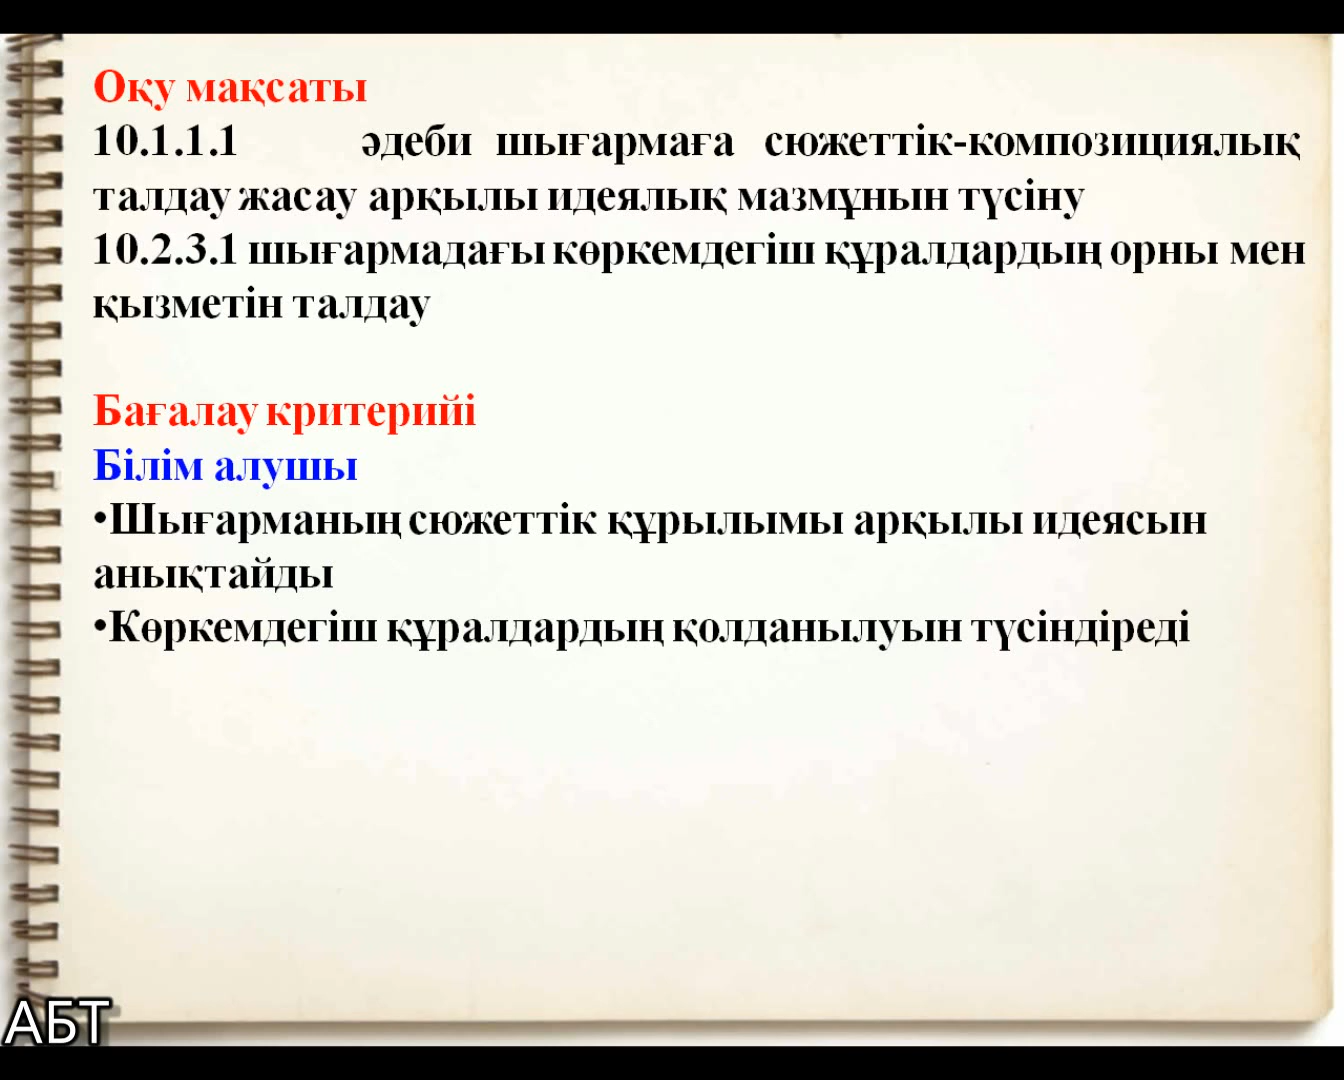 Оқу мақсаты
10.1.1.1 әдеби шығармаға сюжеттік-композициялық
талдау жасау арқылы идеялық мазмұнын түсіну
10.2.3.1 шығармадағы көркемдегіш құралдардың орны мен
қызметін талдау
Бағалау критерийі
Білім алушы
•Шығарманың сюжеттік құрылымы арқылы идеясын
анықтайды
•Көркемдегіш құралдардың қолданылуын түсіндіреді
АБТ